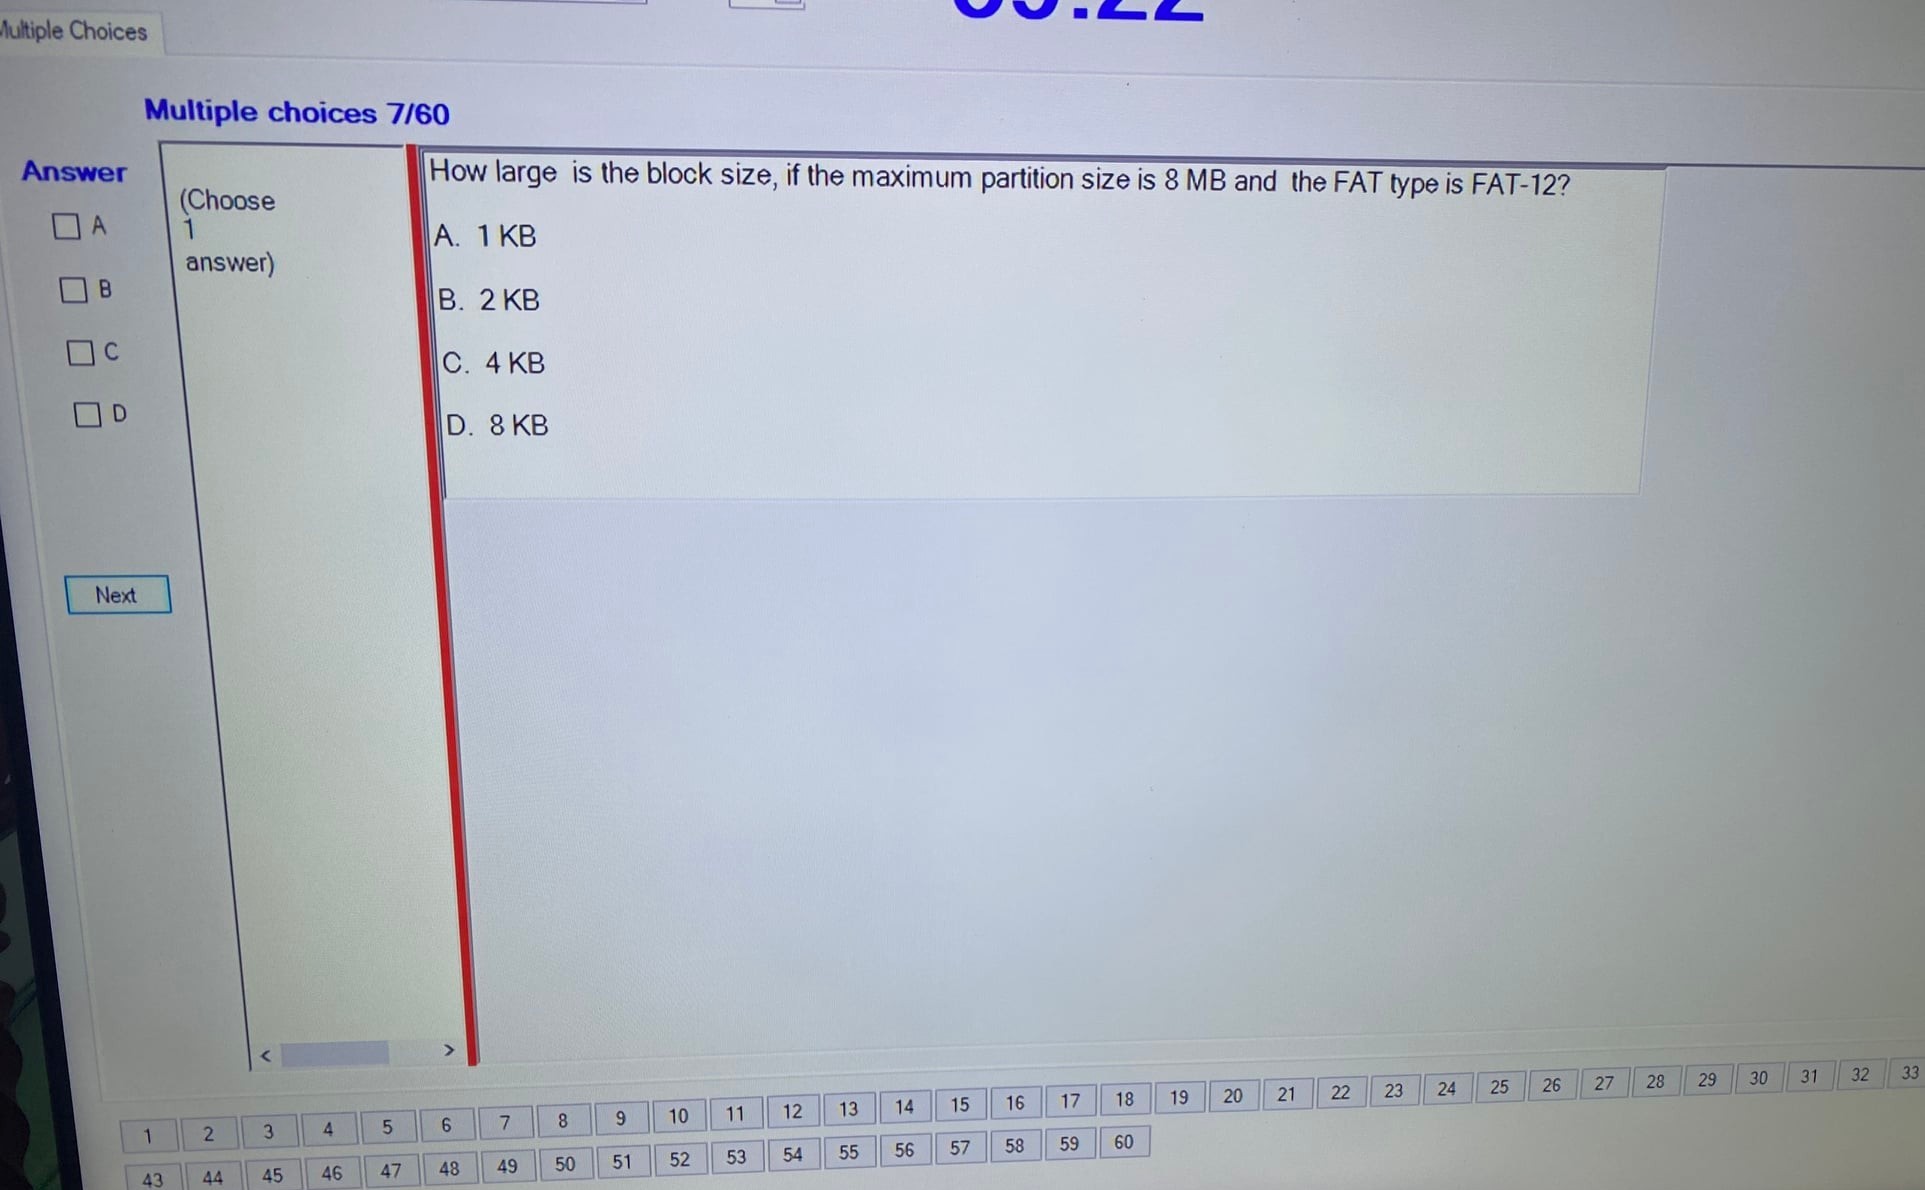 Multiple Choices
Multiple choices 7/60
Answer
A
B
C
D
Next
(Choose
1
answer)
How large is the block size, if the maximum partition size is 8 MB and the FAT type is FAT-12?
A. 1 KB
B. 2 KB
C. 4 KB
D. 8 KB
< >
1 2 3 4 5 6 7 8 9 10 11 12 13 14 15 16 17 18 19 20 21 22 23 24 25 26 27 28 29 30 31 32 33
43 44 45 46 47 48 49 50 51 52 53 54 55 56 57 58 59 60